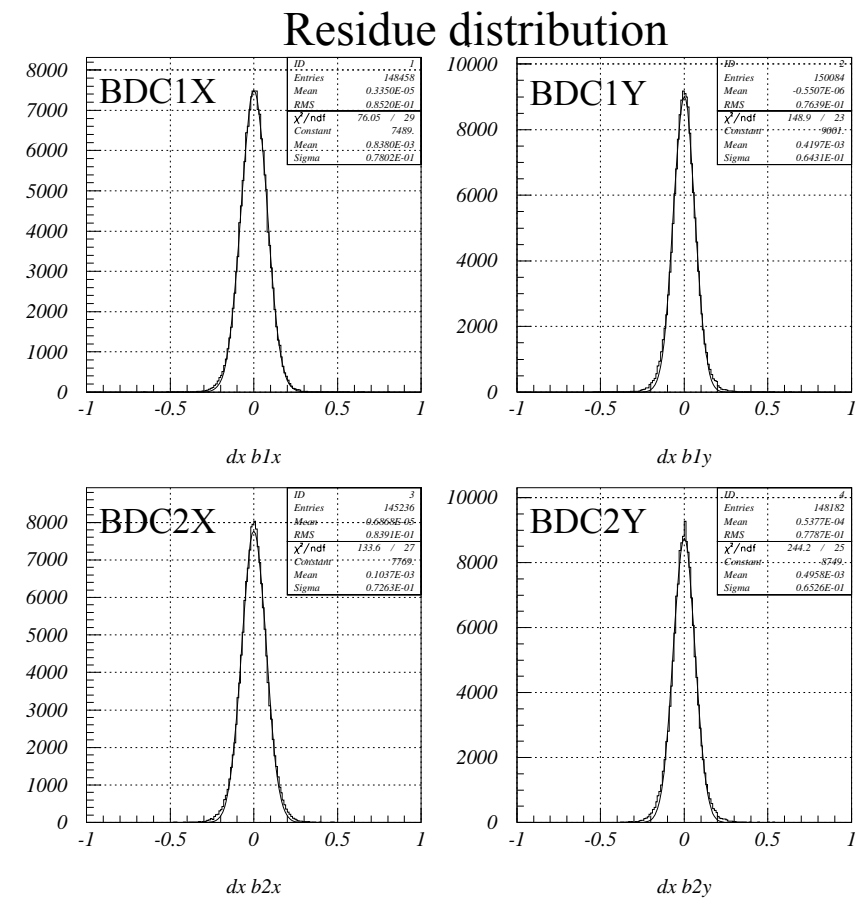 Residue distribution
BDC1X
ID 1
Entries 148458
Mean 0.3350E-05
RMS 0.8520E-01
χ²/ndf 76.05 / 29
Constant 7489.
Mean 0.8380E-03
Sigma 0.7802E-01
8000
7000
6000
5000
4000
3000
2000
1000
0
-1 -0.5 0 0.5 1
dx b1x
BDC1Y
ID 2
Entries 150084
Mean -0.5507E-06
RMS 0.7639E-01
χ²/ndf 148.9 / 23
Constant 9001.
Mean 0.4197E-03
Sigma 0.6431E-01
10000
8000
6000
4000
2000
0
-1 -0.5 0 0.5 1
dx b1y
BDC2X
ID 3
Entries 145236
Mean 0.6868E-05
RMS 0.8391E-01
χ²/ndf 133.6 / 27
Constant 7769.
Mean 0.1037E-03
Sigma 0.7263E-01
8000
7000
6000
5000
4000
3000
2000
1000
0
-1 -0.5 0 0.5 1
dx b2x
BDC2Y
ID 4
Entries 148182
Mean 0.5377E-04
RMS 0.7787E-01
χ²/ndf 244.2 / 25
Constant 8749.
Mean 0.4958E-03
Sigma 0.6526E-01
10000
8000
6000
4000
2000
0
-1 -0.5 0 0.5 1
dx b2y